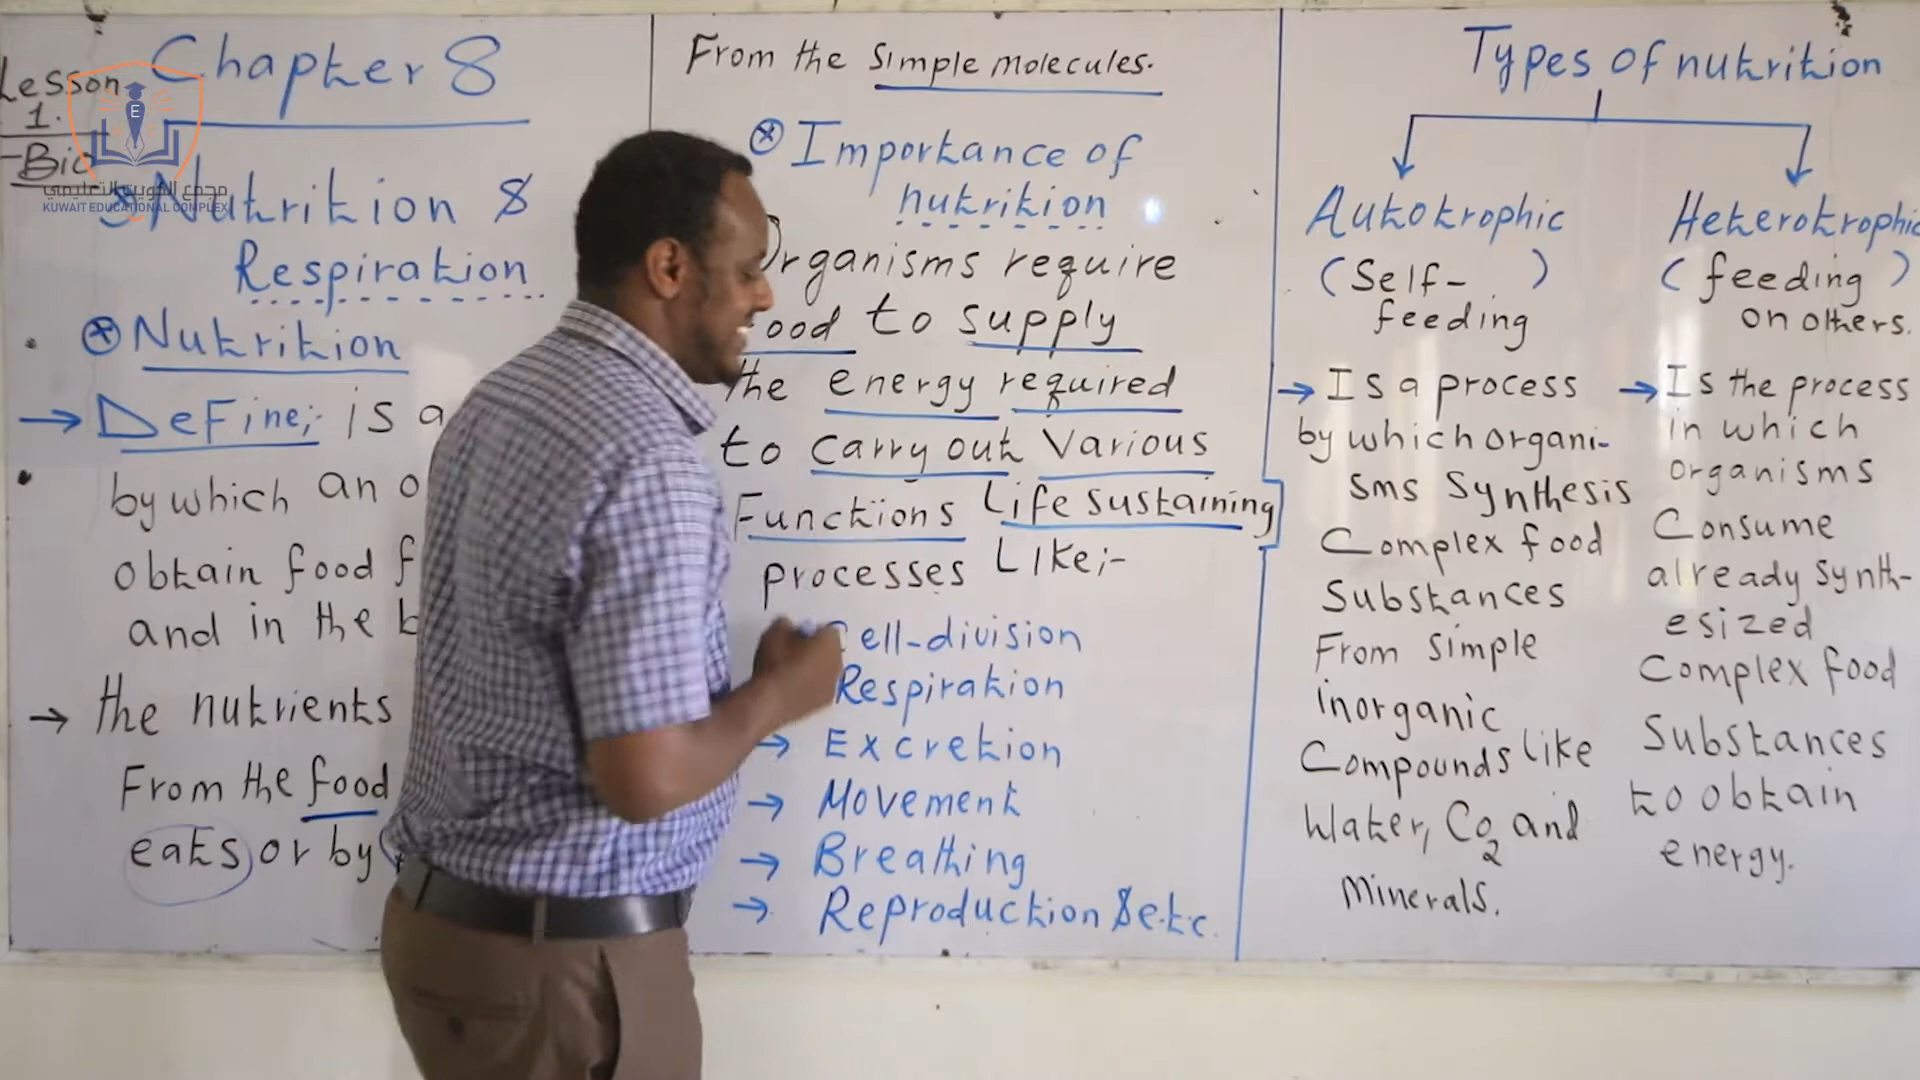 Lesson
1.
Bio
E
مجمع الكويت التعليمي
KUWAIT EDUCATIONAL COMPLEX
Chapter 8
Nutrition &
Respiration
Nutrition
Define;- is a
by which an
obtain food
and in the
the nutrients
From the food
eats or by
From the Simple molecules.
Importance of
nutrition
Organisms require
food to supply
the energy required
to carry out various
Functions Life sustaining
processes Like;-
Cell-division
Respiration
Excretion
Movement
Breathing
Reproduction & e.t.c.
Types of nutrition
Autotrophic
(Self-
feeding)
Is a process
by which organi-
sms Synthesis
Complex food
Substances
From simple
inorganic
Compounds like
Water, CO2 and
Minerals.
Heterotrophic
(feeding)
on others.
Is the process
in which
organisms
Consume
already synth-
esized
Complex food
Substances
to obtain
energy.